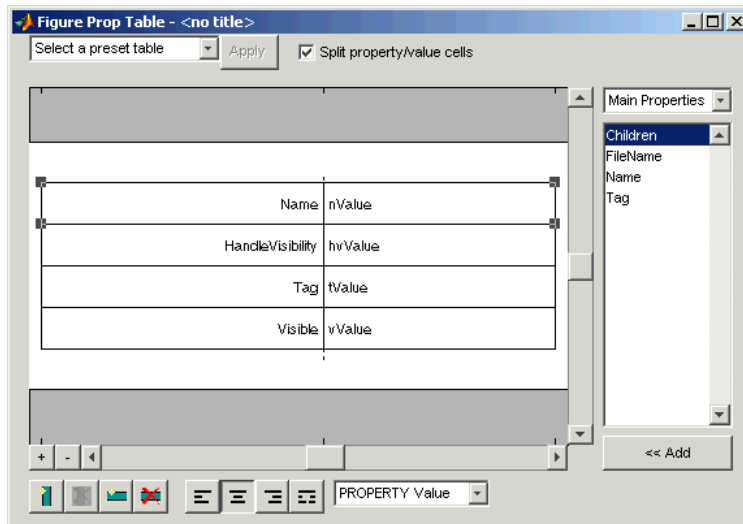 Figure Prop Table - <no title>
Select a preset table
Apply
Split property/value cells
Main Properties
Children
FileName
Name
Tag
Name nValue
HandleVisibility hvValue
Tag tValue
Visible vValue
+ -
<< Add
PROPERTY Value